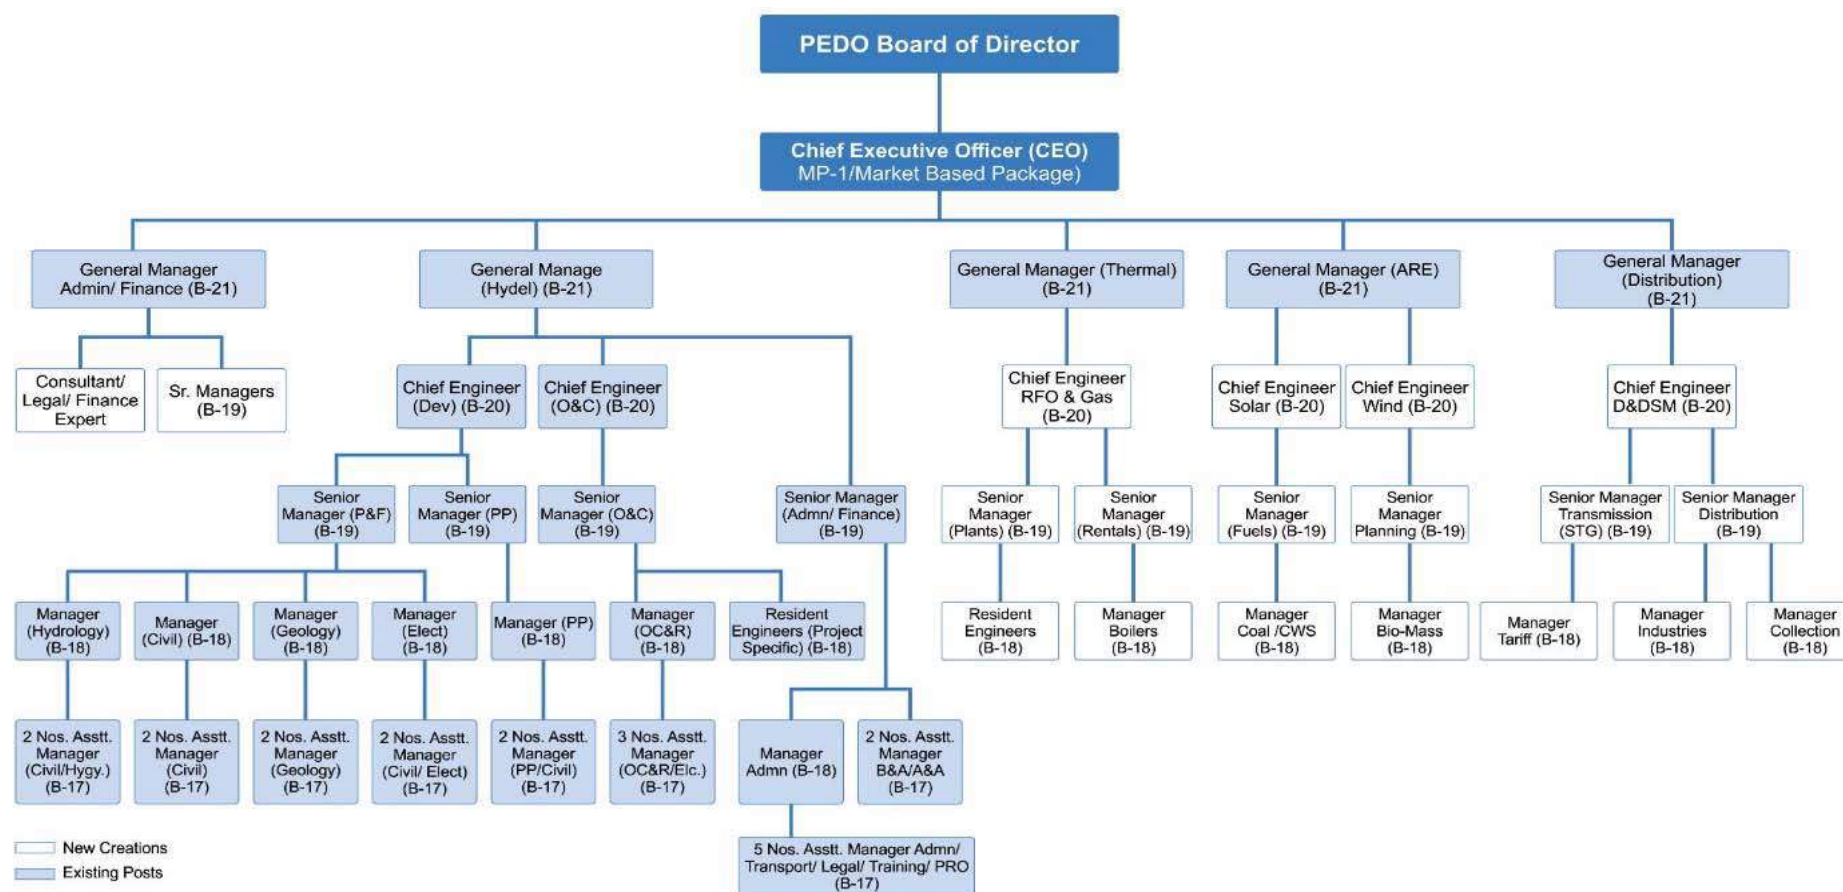 PEDO Board of Director
Chief Executive Officer (CEO)
MP-1/Market Based Package)
General Manager
Admin/ Finance (B-21)
General Manage
(Hydel) (B-21)
General Manager (Thermal)
(B-21)
General Manager (ARE)
(B-21)
General Manager
(Distribution)
(B-21)
Consultant/
Legal/ Finance
Expert
Sr. Managers
(B-19)
Chief Engineer
(Dev) (B-20)
Chief Engineer
(O&C) (B-20)
Chief Engineer
RFO & Gas
(B-20)
Chief Engineer
Solar (B-20)
Chief Engineer
Wind (B-20)
Chief Engineer
D&DSM (B-20)
Senior
Manager (P&F)
(B-19)
Senior
Manager (PP)
(B-19)
Senior
Manager (O&C)
(B-19)
Senior Manager
(Admn/ Finance)
(B-19)
Senior
Manager
(Plants) (B-19)
Senior
Manager
(Rentals) (B-19)
Senior
Manager
(Fuels) (B-19)
Senior
Manager
Planning (B-19)
Senior Manager
Transmission
(STG) (B-19)
Senior Manager
Distribution
(B-19)
Manager
(Hydrology)
(B-18)
Manager
(Civil) (B-18)
Manager
(Geology)
(B-18)
Manager
(Elect)
(B-18)
Manager (PP)
(B-18)
Manager
(OC&R)
(B-18)
Resident
Engineers (Project
Specific) (B-18)
Resident
Engineers
(B-18)
Manager
Boilers
(B-18)
Manager
Coal /CWS
(B-18)
Manager
Bio-Mass
(B-18)
Manager
Tariff (B-18)
Manager
Industries
(B-18)
Manager
Collection
(B-18)
2 Nos. Asstt.
Manager
(Civil/Hygy.)
(B-17)
2 Nos. Asstt.
Manager
(Civil)
(B-17)
2 Nos. Asstt.
Manager
(Geology)
(B-17)
2 Nos. Asstt.
Manager
(Civil/ Elect)
(B-17)
2 Nos. Asstt.
Manager
(PP/Civil)
(B-17)
3 Nos. Asstt.
Manager
(OC&R/Elc.)
(B-17)
Manager
Admn (B-18)
2 Nos. Asstt.
Manager
B&A/A&A
(B-17)
5 Nos. Asstt. Manager Admn/
Transport/ Legal/ Training/ PRO
(B-17)
New Creations
Existing Posts